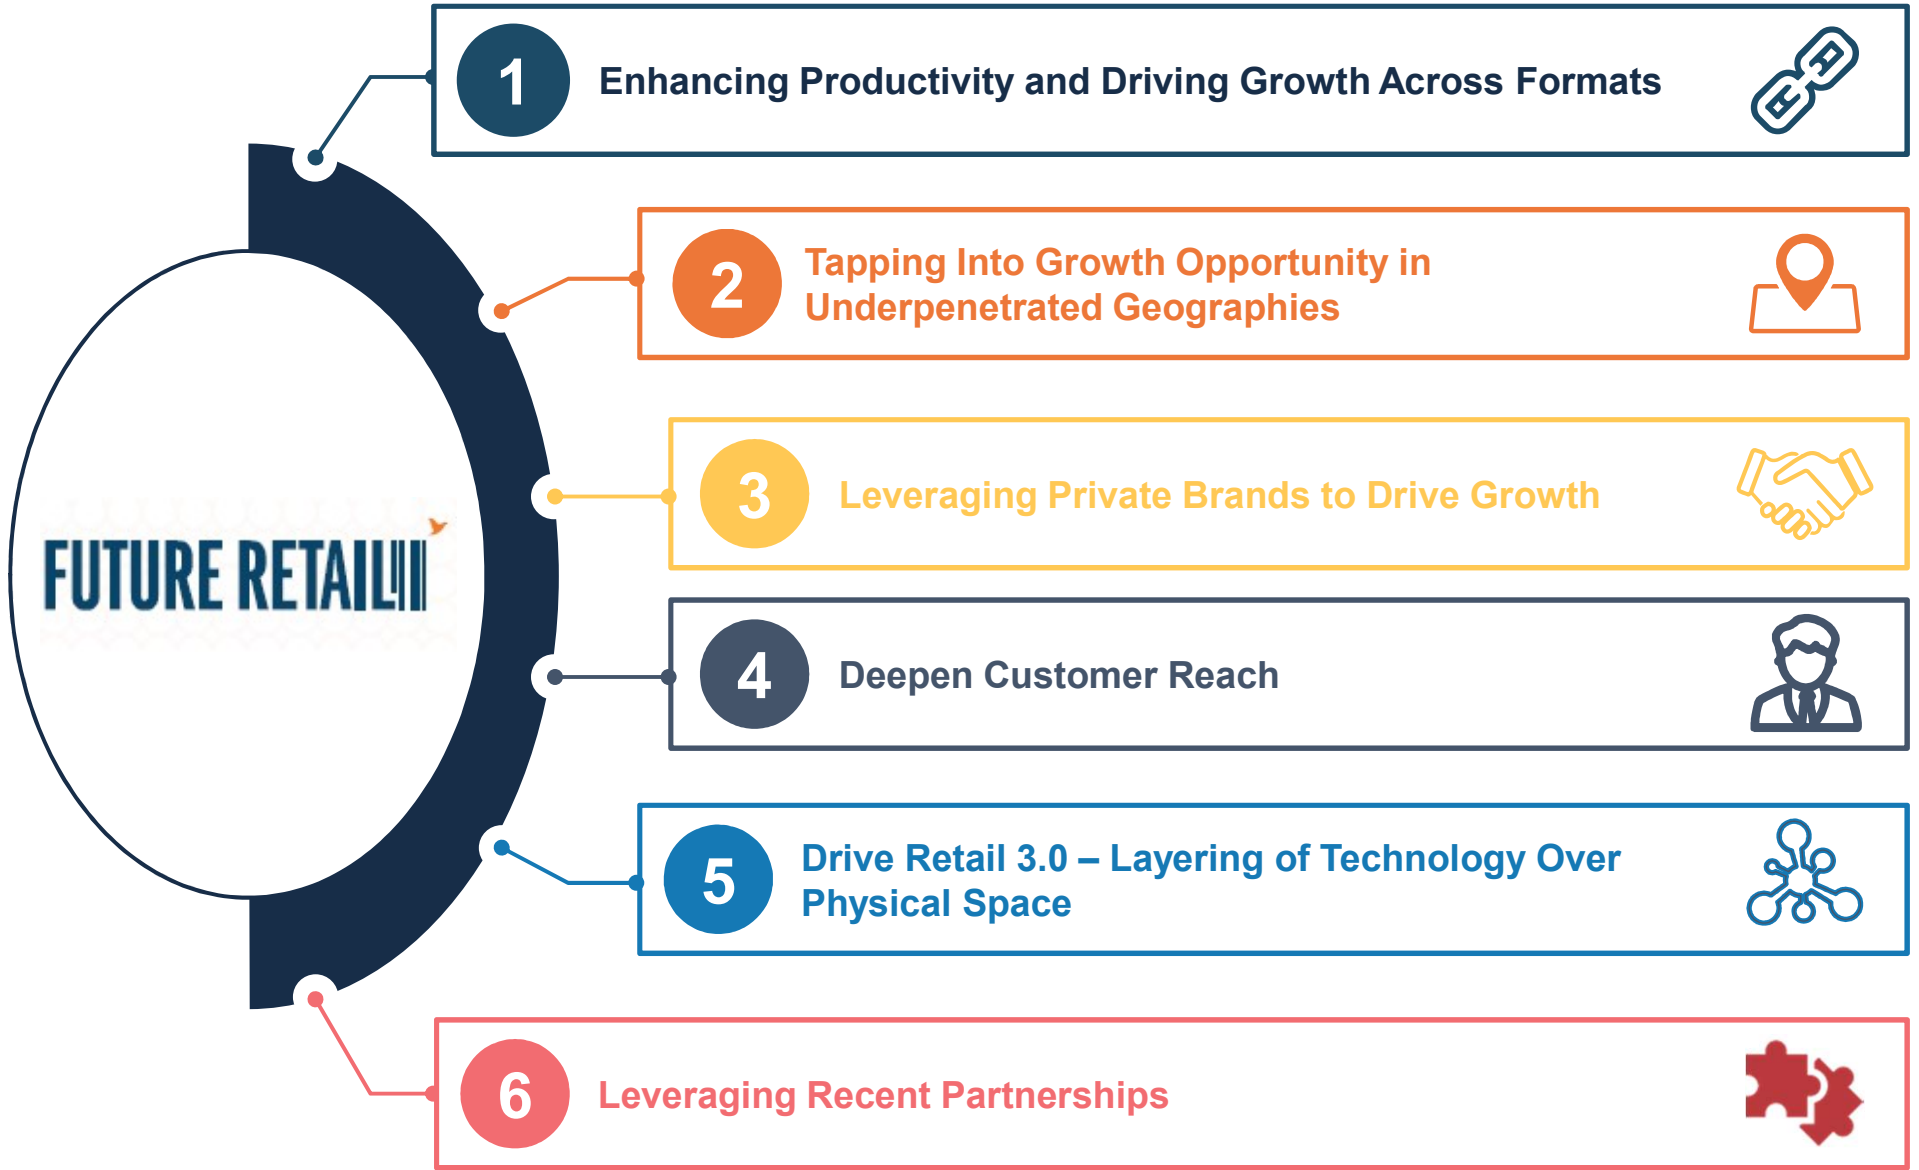 1
Enhancing Productivity and Driving Growth Across Formats
2
Tapping Into Growth Opportunity in
Underpenetrated Geographies
3
Leveraging Private Brands to Drive Growth
FUTURE RETAIL
4
Deepen Customer Reach
5
Drive Retail 3.0 – Layering of Technology Over
Physical Space
6
Leveraging Recent Partnerships